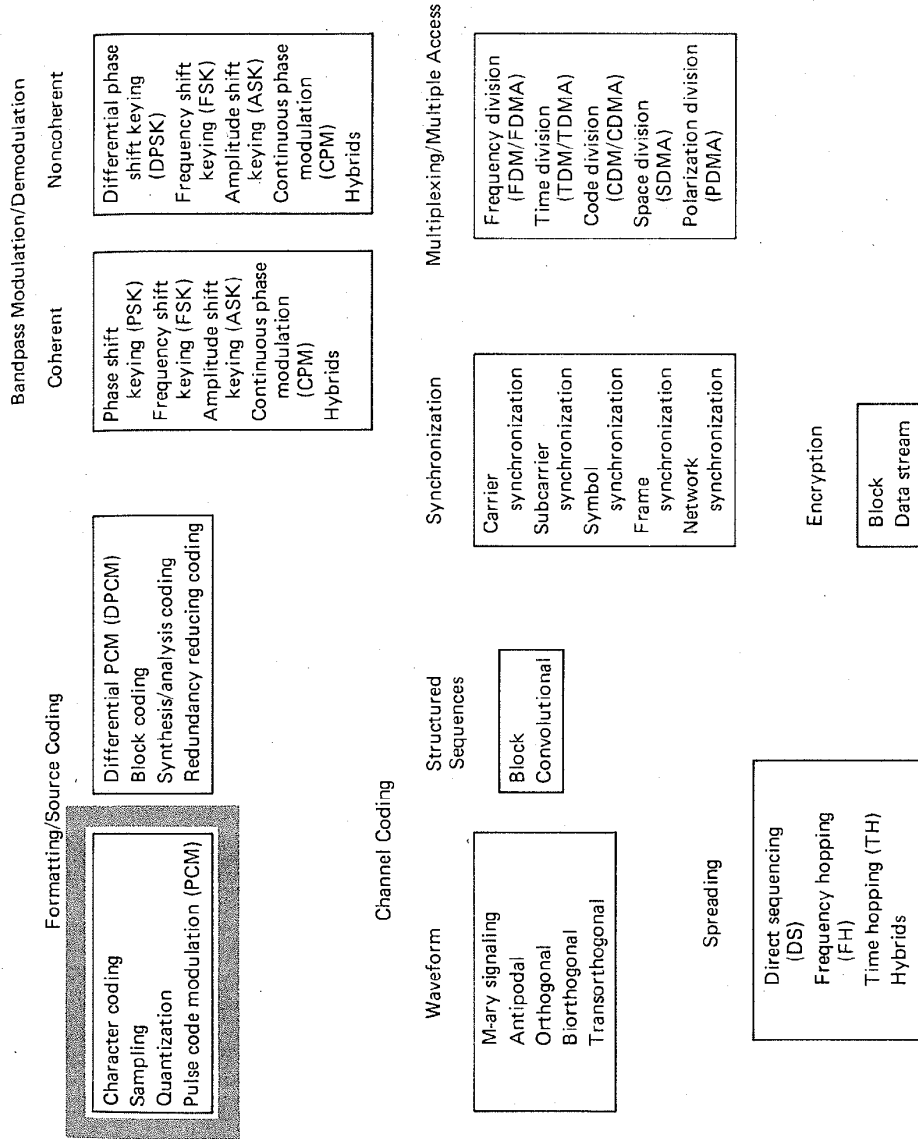 Formatting/Source Coding
Character coding
Sampling
Quantization
Pulse code modulation (PCM)
Differential PCM (DPCM)
Block coding
Synthesis/analysis coding
Redundancy reducing coding
Bandpass Modulation/Demodulation
Coherent
Phase shift
keying (PSK)
Frequency shift
keying (FSK)
Amplitude shift
keying (ASK)
Continuous phase
modulation
(CPM)
Hybrids
Noncoherent
Differential phase
shift keying
(DPSK)
Frequency shift
keying (FSK)
Amplitude shift
keying (ASK)
Continuous phase
modulation
(CPM)
Hybrids
Channel Coding
Waveform
M-ary signaling
Antipodal
Orthogonal
Biorthogonal
Transorthogonal
Structured
Sequences
Block
Convolutional
Synchronization
Carrier
synchronization
Subcarrier
synchronization
Symbol
synchronization
Frame
synchronization
Network
synchronization
Multiplexing/Multiple Access
Frequency division
(FDM/FDMA)
Time division
(TDM/TDMA)
Code division
(CDM/CDMA)
Space division
(SDMA)
Polarization division
(PDMA)
Spreading
Direct sequencing
(DS)
Frequency hopping
(FH)
Time hopping (TH)
Hybrids
Encryption
Block
Data stream